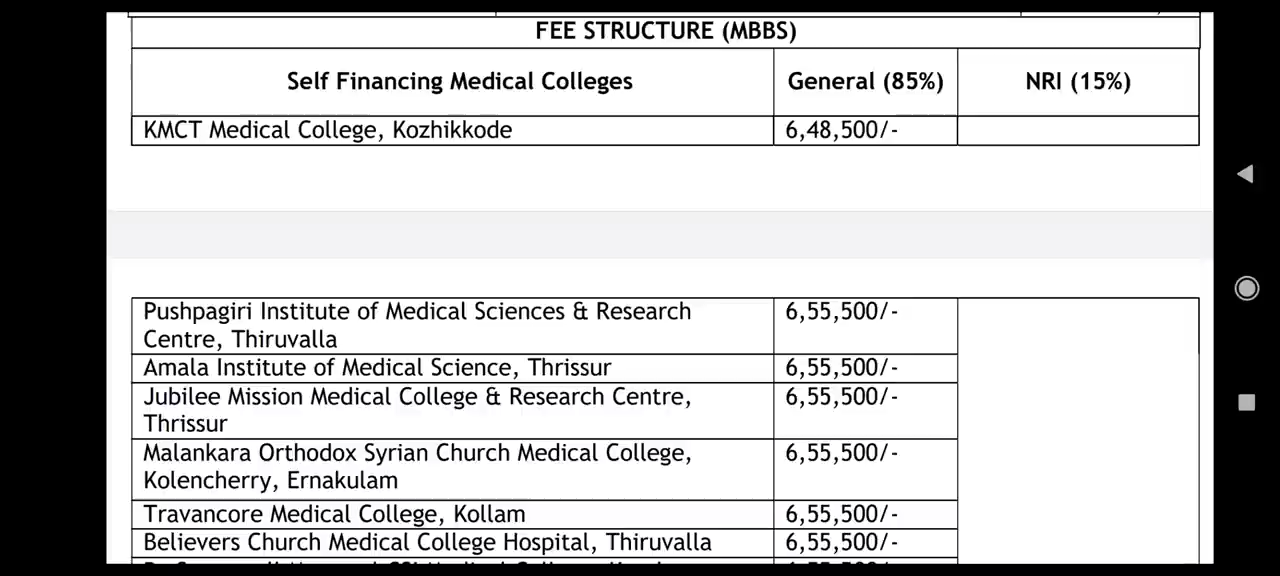 FEE STRUCTURE (MBBS)
Self Financing Medical Colleges General (85%) NRI (15%)
KMCT Medical College, Kozhikkode 6,48,500/-
Pushpagiri Institute of Medical Sciences & Research 6,55,500/-
Centre, Thiruvalla
Amala Institute of Medical Science, Thrissur 6,55,500/-
Jubilee Mission Medical College & Research Centre, 6,55,500/-
Thrissur
Malankara Orthodox Syrian Church Medical College, 6,55,500/-
Kolencherry, Ernakulam
Travancore Medical College, Kollam 6,55,500/-
Believers Church Medical College Hospital, Thiruvalla 6,55,500/-